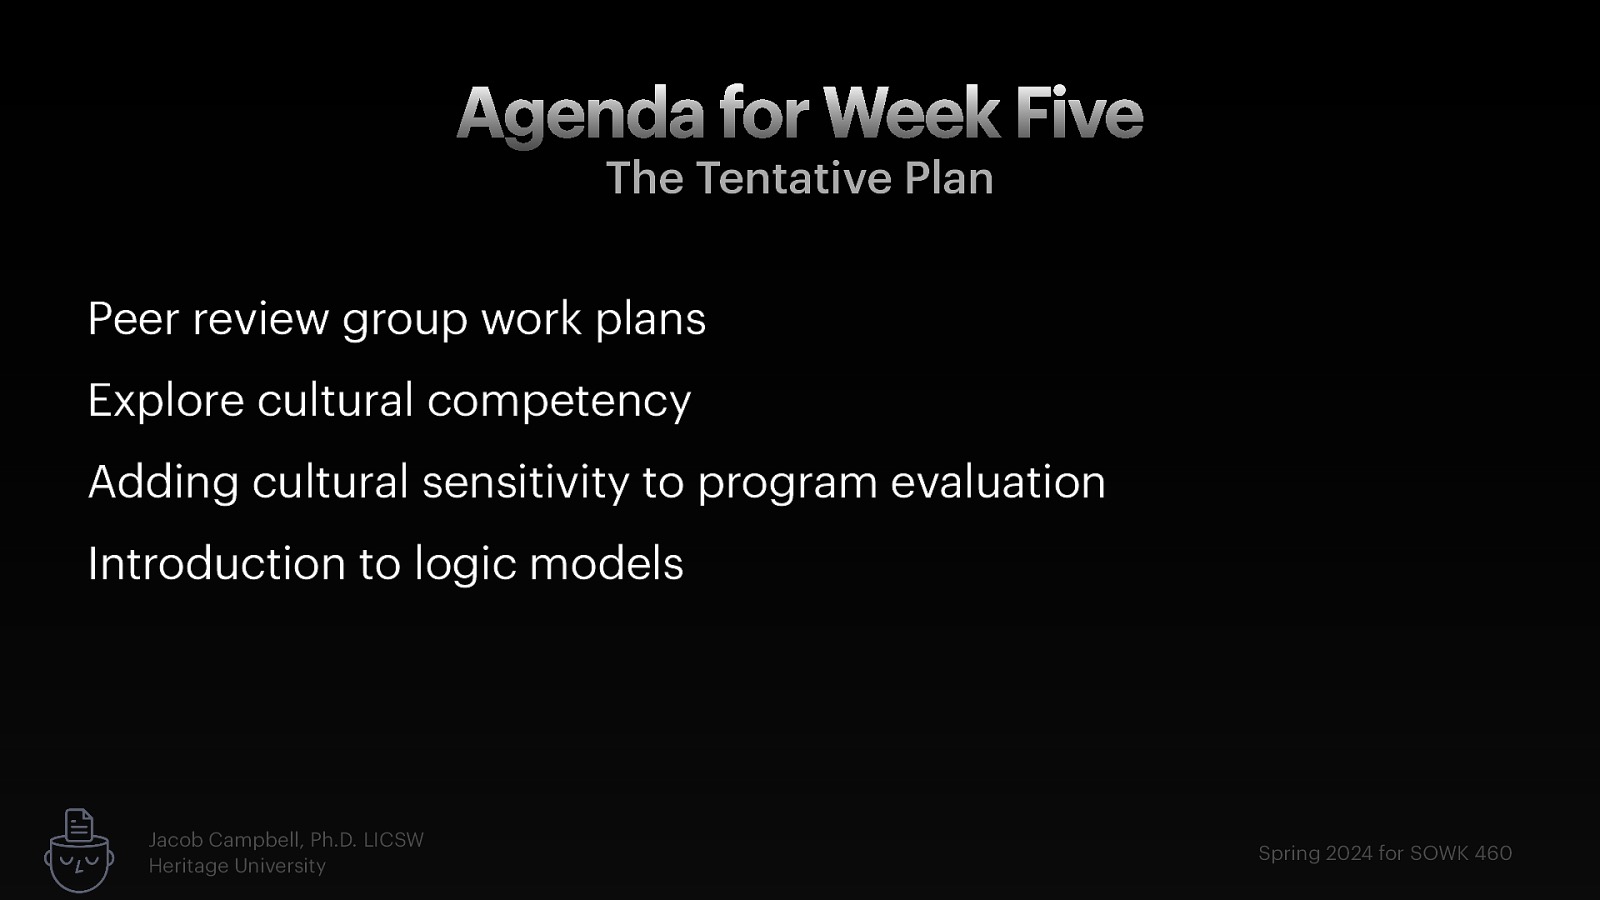 Agenda for Week Five
The Tentative Plan
Peer review group work plans
Explore cultural competency
Adding cultural sensitivity to program evaluation
Introduction to logic models
Jacob Campbell, Ph.D. LICSW
Heritage University
Spring 2024 for SOWK 460